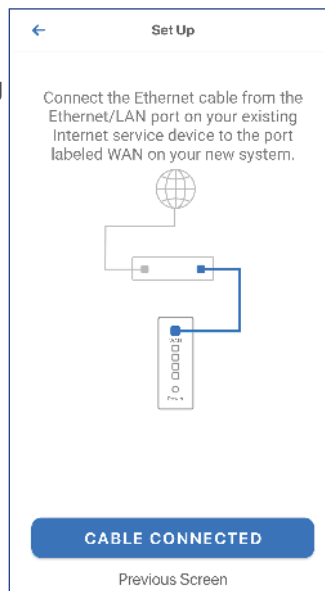 Set Up
Connect the Ethernet cable from the
Ethernet/LAN port on your existing
Internet service device to the port
labeled WAN on your new system.
WAN
CABLE CONNECTED
Previous Screen